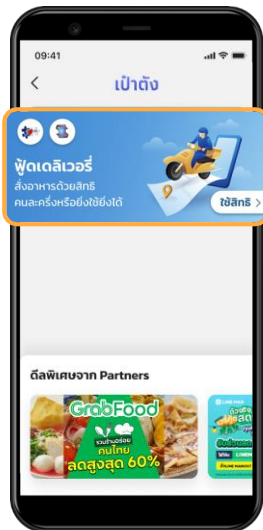 09:41
เป๋าตัง
ฟู้ดเดลิเวอรี่
สั่งอาหารด้วยสิทธิ
คนละครึ่งหรือยิ่งใช้ยิ่งได้
ใช้สิทธิ >
ดีลพิเศษจาก Partners
GrabFood
รวมร้านอร่อย
คนไทย
ลดสูงสุด 60%
LINE MAN